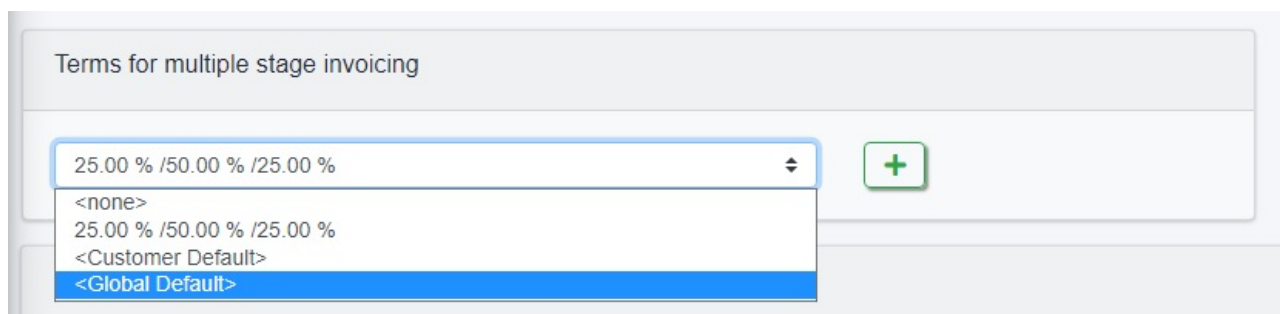 Terms for multiple stage invoicing
25.00 % /50.00 % /25.00 %
<none>
25.00 % /50.00 % /25.00 %
<Customer Default>
<Global Default>